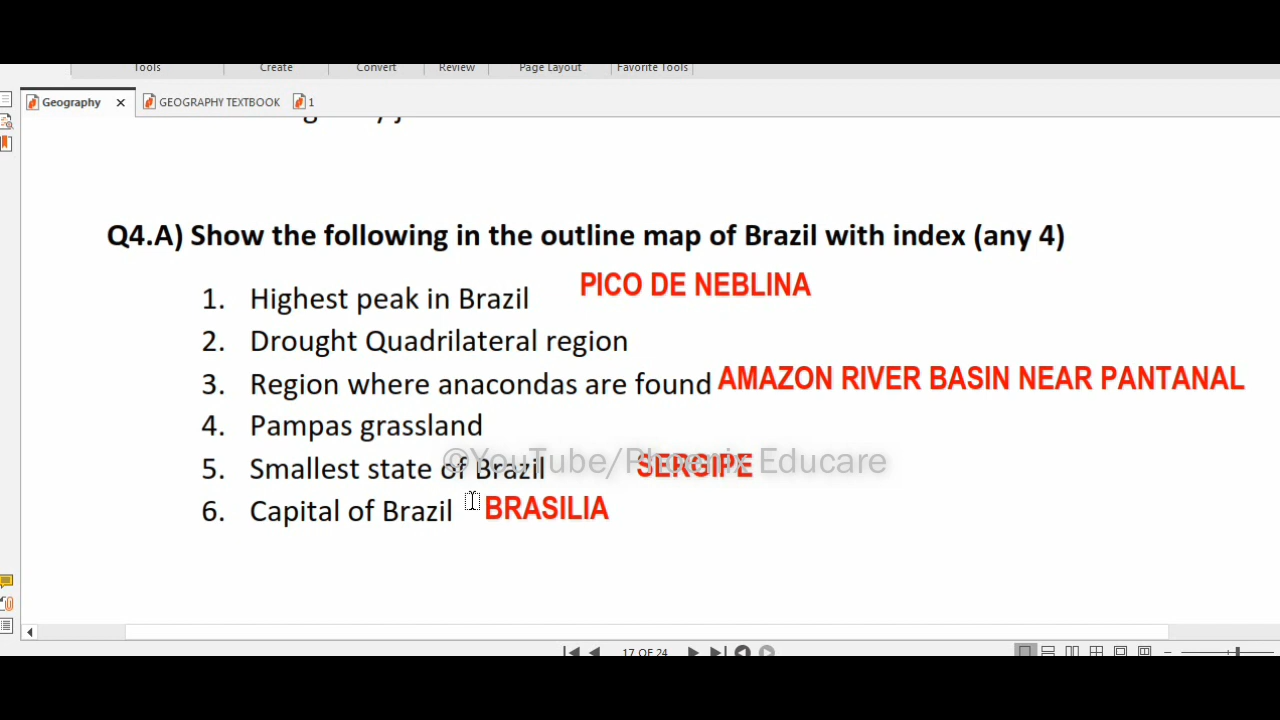 Tools Create Convert Review Page Layout Favorite Tools
Geography × GEOGRAPHY TEXTBOOK 1
Q4.A) Show the following in the outline map of Brazil with index (any 4)
1. Highest peak in Brazil PICO DE NEBLINA
2. Drought Quadrilateral region
3. Region where anacondas are found AMAZON RIVER BASIN NEAR PANTANAL
4. Pampas grassland
©YouTube/Phoenix Educare
5. Smallest state of Brazil SERGIPE
6. Capital of Brazil BRASILIA
17 OF 24